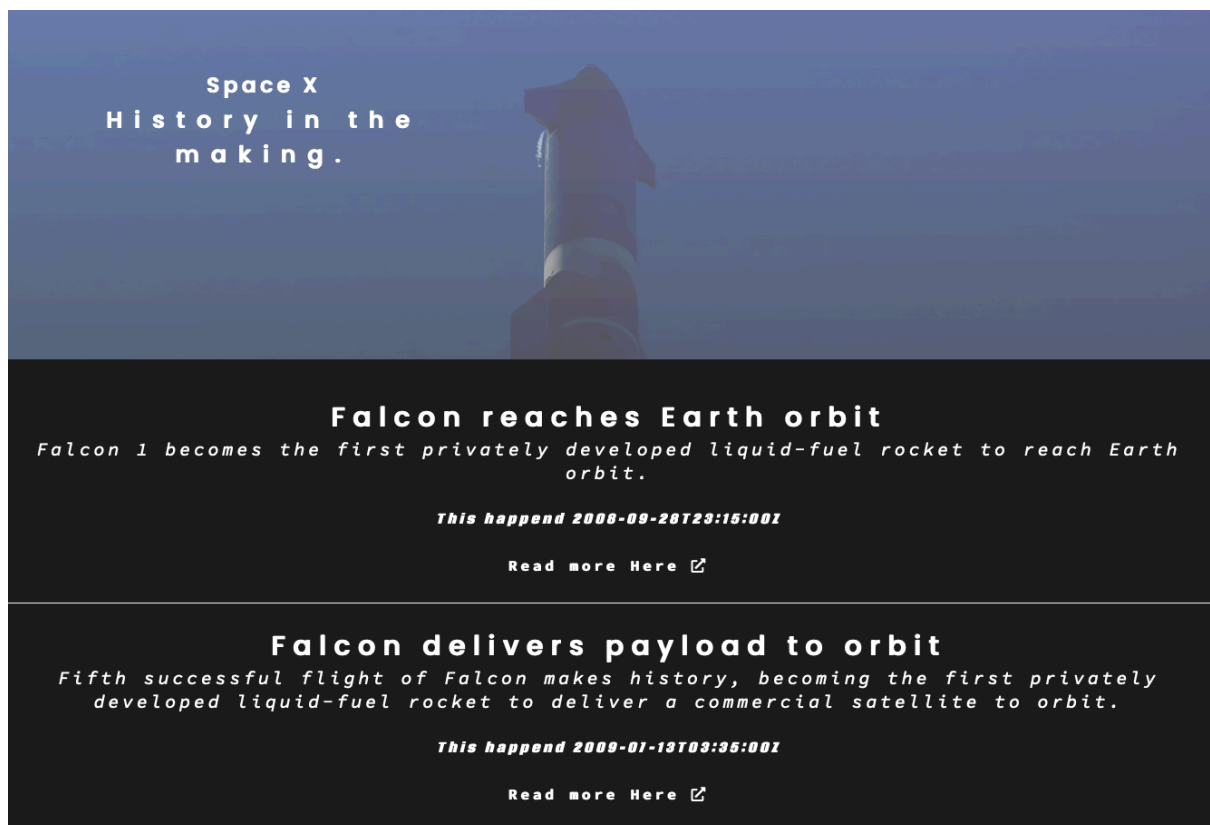 Space X
History in the
making.
Falcon reaches Earth orbit
Falcon 1 becomes the first privately developed liquid-fuel rocket to reach Earth
orbit.
This happend 2008-09-28T23:15:00Z
Read more Here
Falcon delivers payload to orbit
Fifth successful flight of Falcon makes history, becoming the first privately
developed liquid-fuel rocket to deliver a commercial satellite to orbit.
This happend 2009-07-13T03:35:00Z
Read more Here